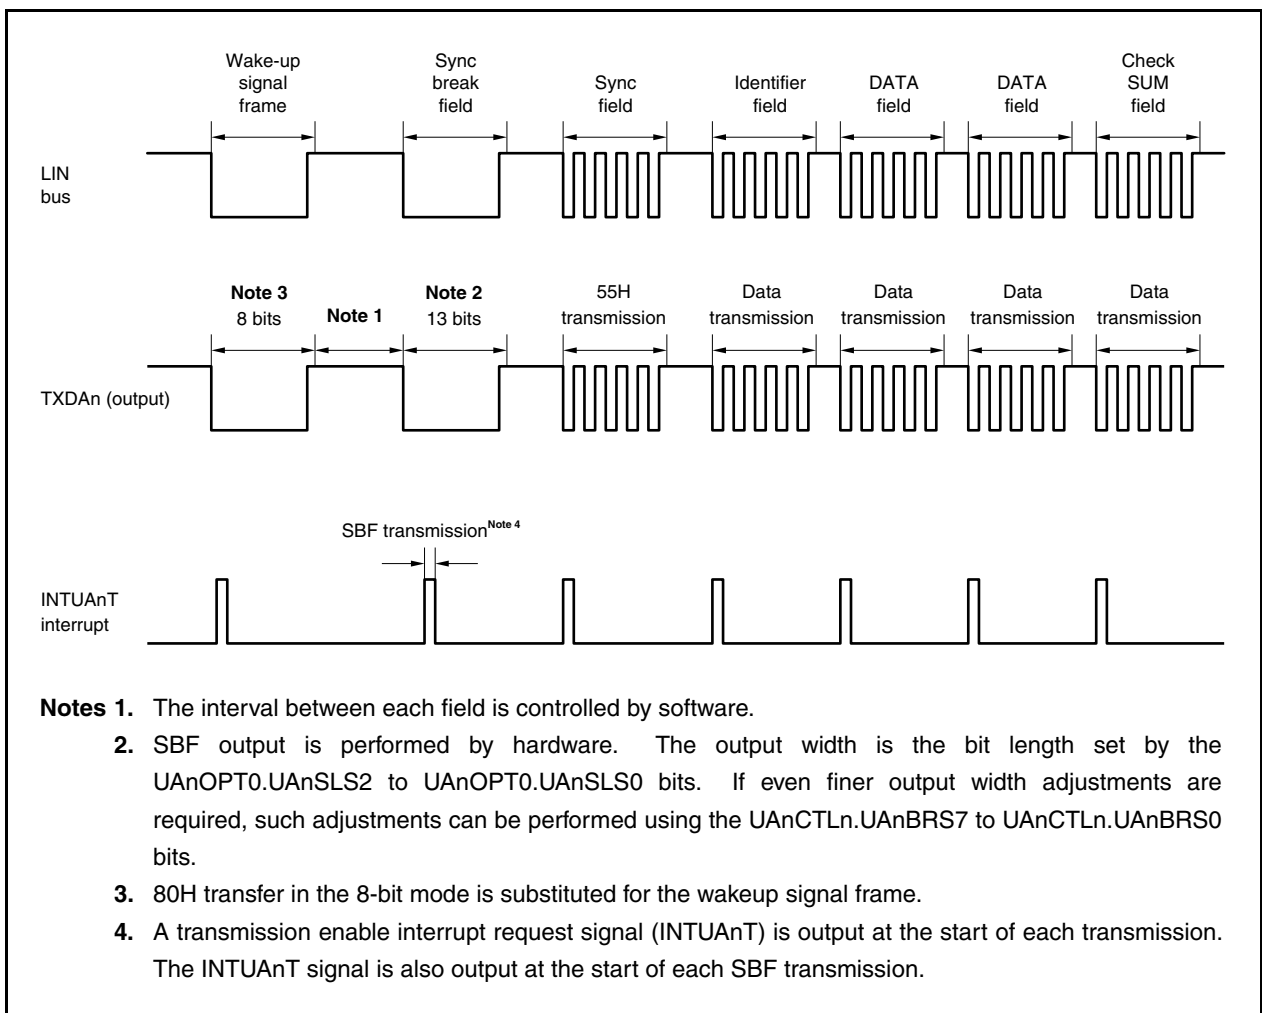 Wake-up
signal
frame
Sync
break
field
Sync
field
Identifier
field
DATA
field
DATA
field
Check
SUM
field
LIN
bus
Note 3
8 bits
Note 1
Note 2
13 bits
55H
transmission
Data
transmission
Data
transmission
Data
transmission
Data
transmission
TXDAn (output)
SBF transmissionNote 4
INTUAnT
interrupt
Notes 1. The interval between each field is controlled by software.
2. SBF output is performed by hardware. The output width is the bit length set by the
UAnOPT0.UAnSLS2 to UAnOPT0.UAnSLS0 bits. If even finer output width adjustments are
required, such adjustments can be performed using the UAnCTLn.UAnBRS7 to UAnCTLn.UAnBRS0
bits.
3. 80H transfer in the 8-bit mode is substituted for the wakeup signal frame.
4. A transmission enable interrupt request signal (INTUAnT) is output at the start of each transmission.
The INTUAnT signal is also output at the start of each SBF transmission.